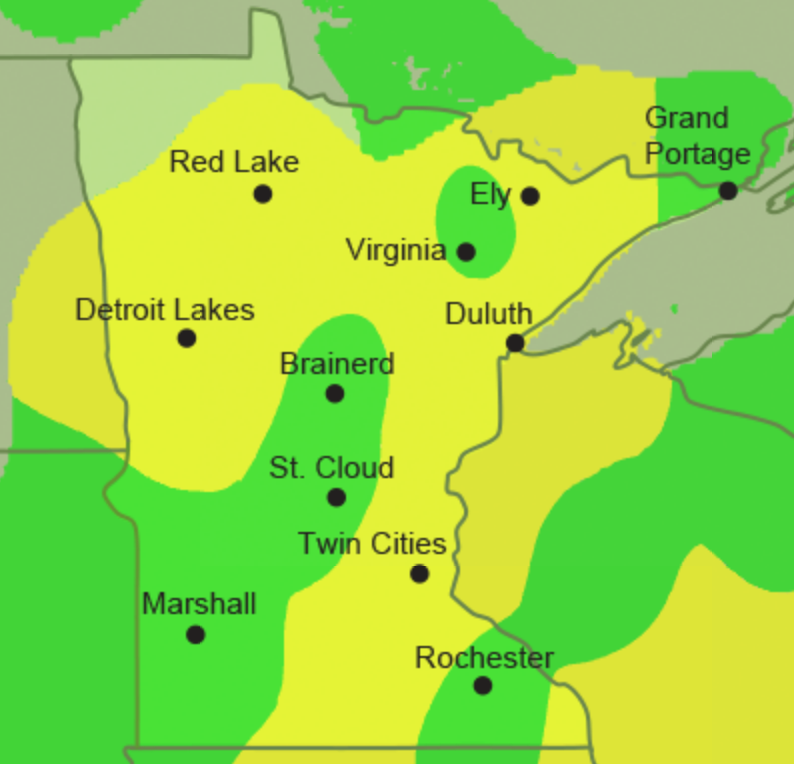 Grand
Portage
Red Lake
Ely
Virginia
Detroit Lakes
Duluth
Brainerd
St. Cloud
Twin Cities
Marshall
Rochester